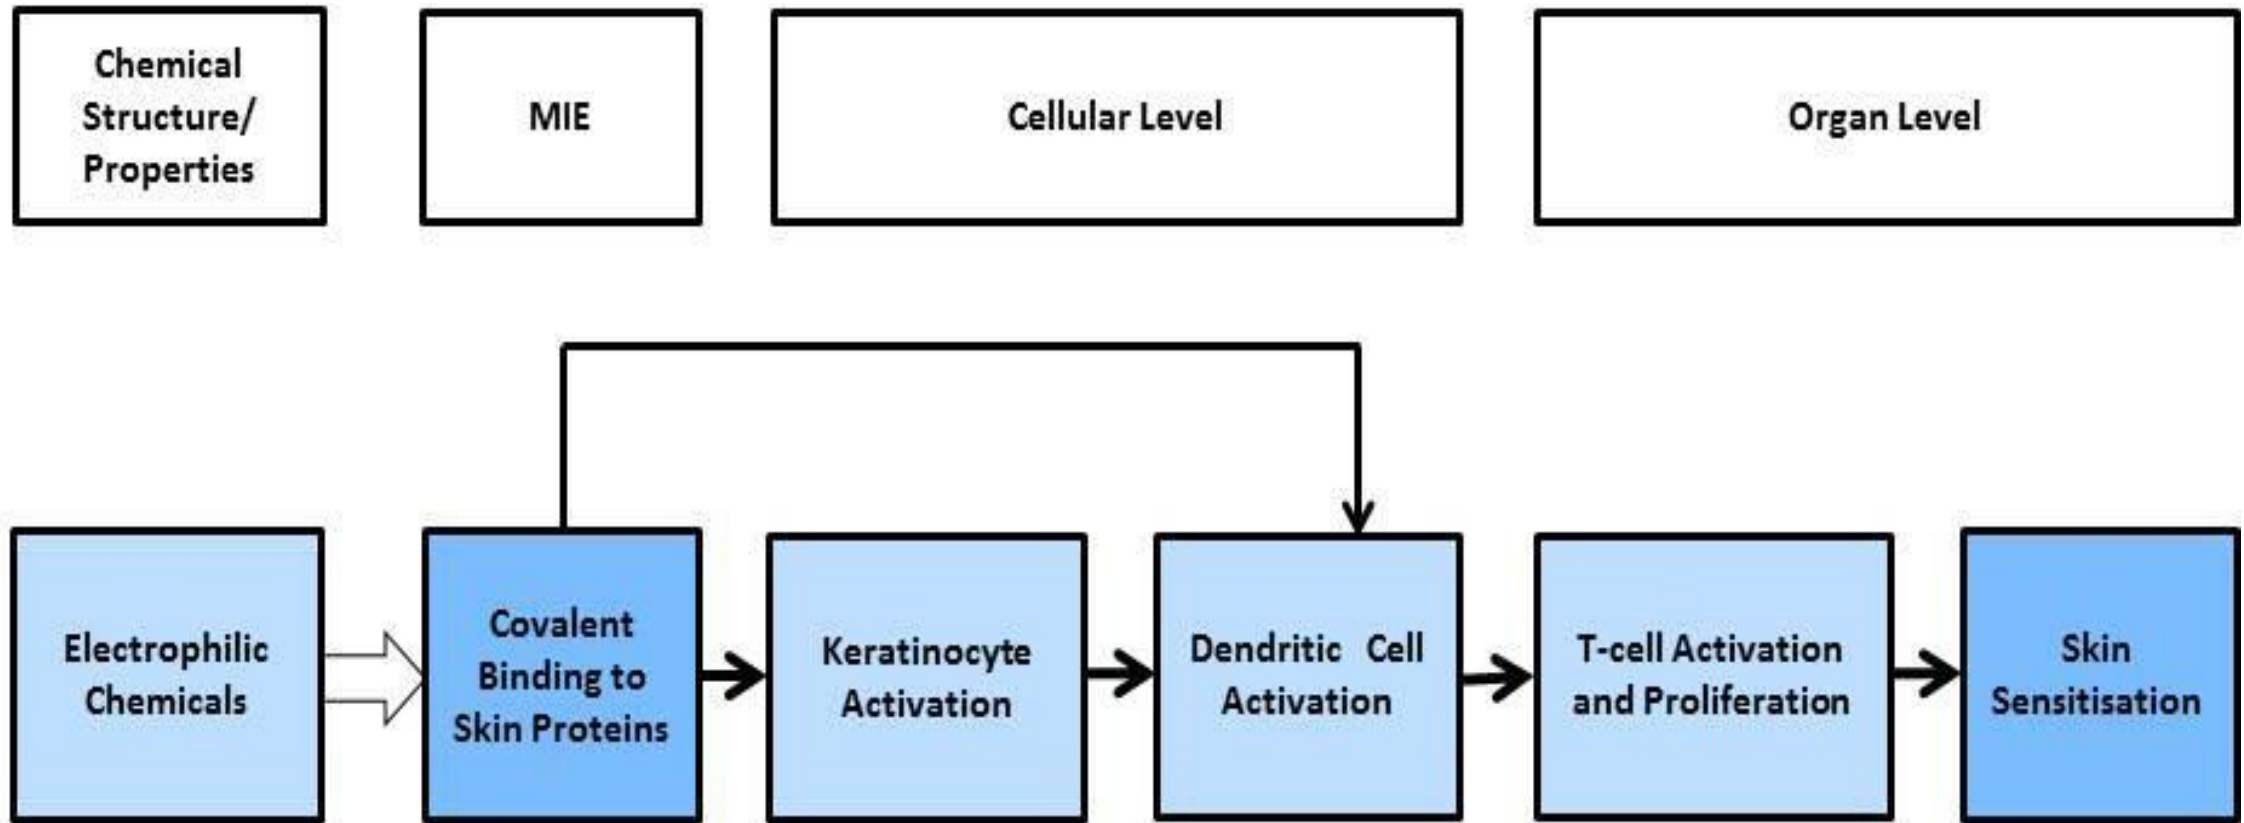 Chemical
Structure/
Properties
MIE
Cellular Level
Organ Level
Electrophilic
Chemicals
Covalent
Binding to
Skin Proteins
Keratinocyte
Activation
Dendritic Cell
Activation
T-cell Activation
and Proliferation
Skin
Sensitisation